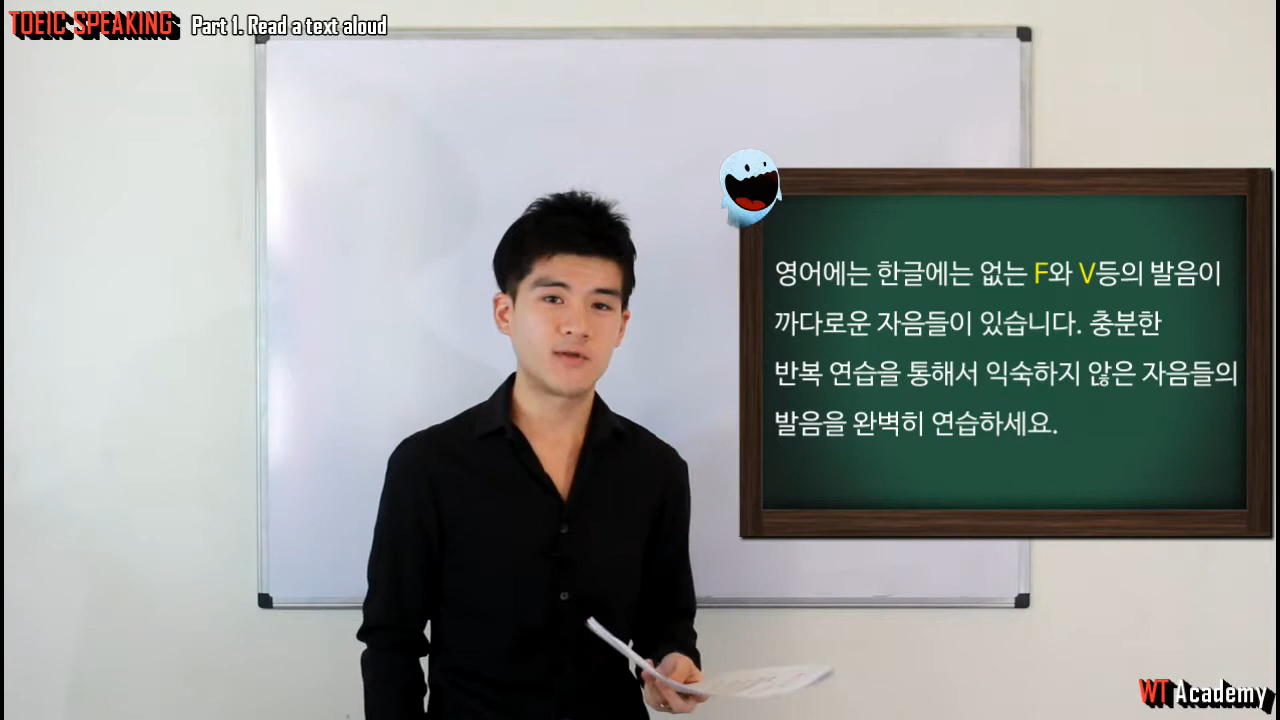 TOEIC SPEAKING Part 1. Read a text aloud
영어에는 한글에는 없는 F와 V등의 발음이
까다로운 자음들이 있습니다. 충분한
반복 연습을 통해서 익숙하지 않은 자음들의
발음을 완벽히 연습하세요.
WT Academy